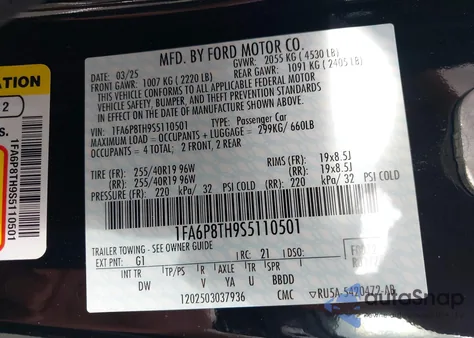 MFD. BY FORD MOTOR CO.
DATE: 03/25 GVWR: 2055 KG (4530 LB)
FRONT GAWR: 1007 KG (2220 LB) REAR GAWR: 1091 KG (2405 LB)
THIS VEHICLE CONFORMS TO ALL APPLICABLE FEDERAL MOTOR
VEHICLE SAFETY, BUMPER, AND THEFT PREVENTION STANDARDS
IN EFFECT ON THE DATE OF MANUFACTURE SHOWN ABOVE.
VIN: 1FA6P8TH9S5110501 TYPE: Passenger Car
MAXIMUM LOAD = OCCUPANTS + LUGGAGE = 299KG/ 660LB
OCCUPANTS = 4 TOTAL; 2 FRONT, 2 REAR
TIRE (FR): 255/40R19 96W (FR): 19x8.5J
(RR): 255/40R19 96W (RR): 19x8.5J
PRESSURE (FR): 220 kPa/ 32 PSI COLD (RR): 220 kPa/ 32 PSI COLD
1FA6P8TH9S5110501
TRAILER TOWING - SEE OWNER GUIDE
EXT PNT: G1 RC: 21 DSO:
INT TR TP/PS R AXLE TR SPR
DW V YA U BBDD
1202503037936 CMC RU5A-5420472-AB
ATION
2
1FA6P8TH9S5110501
autoSnap